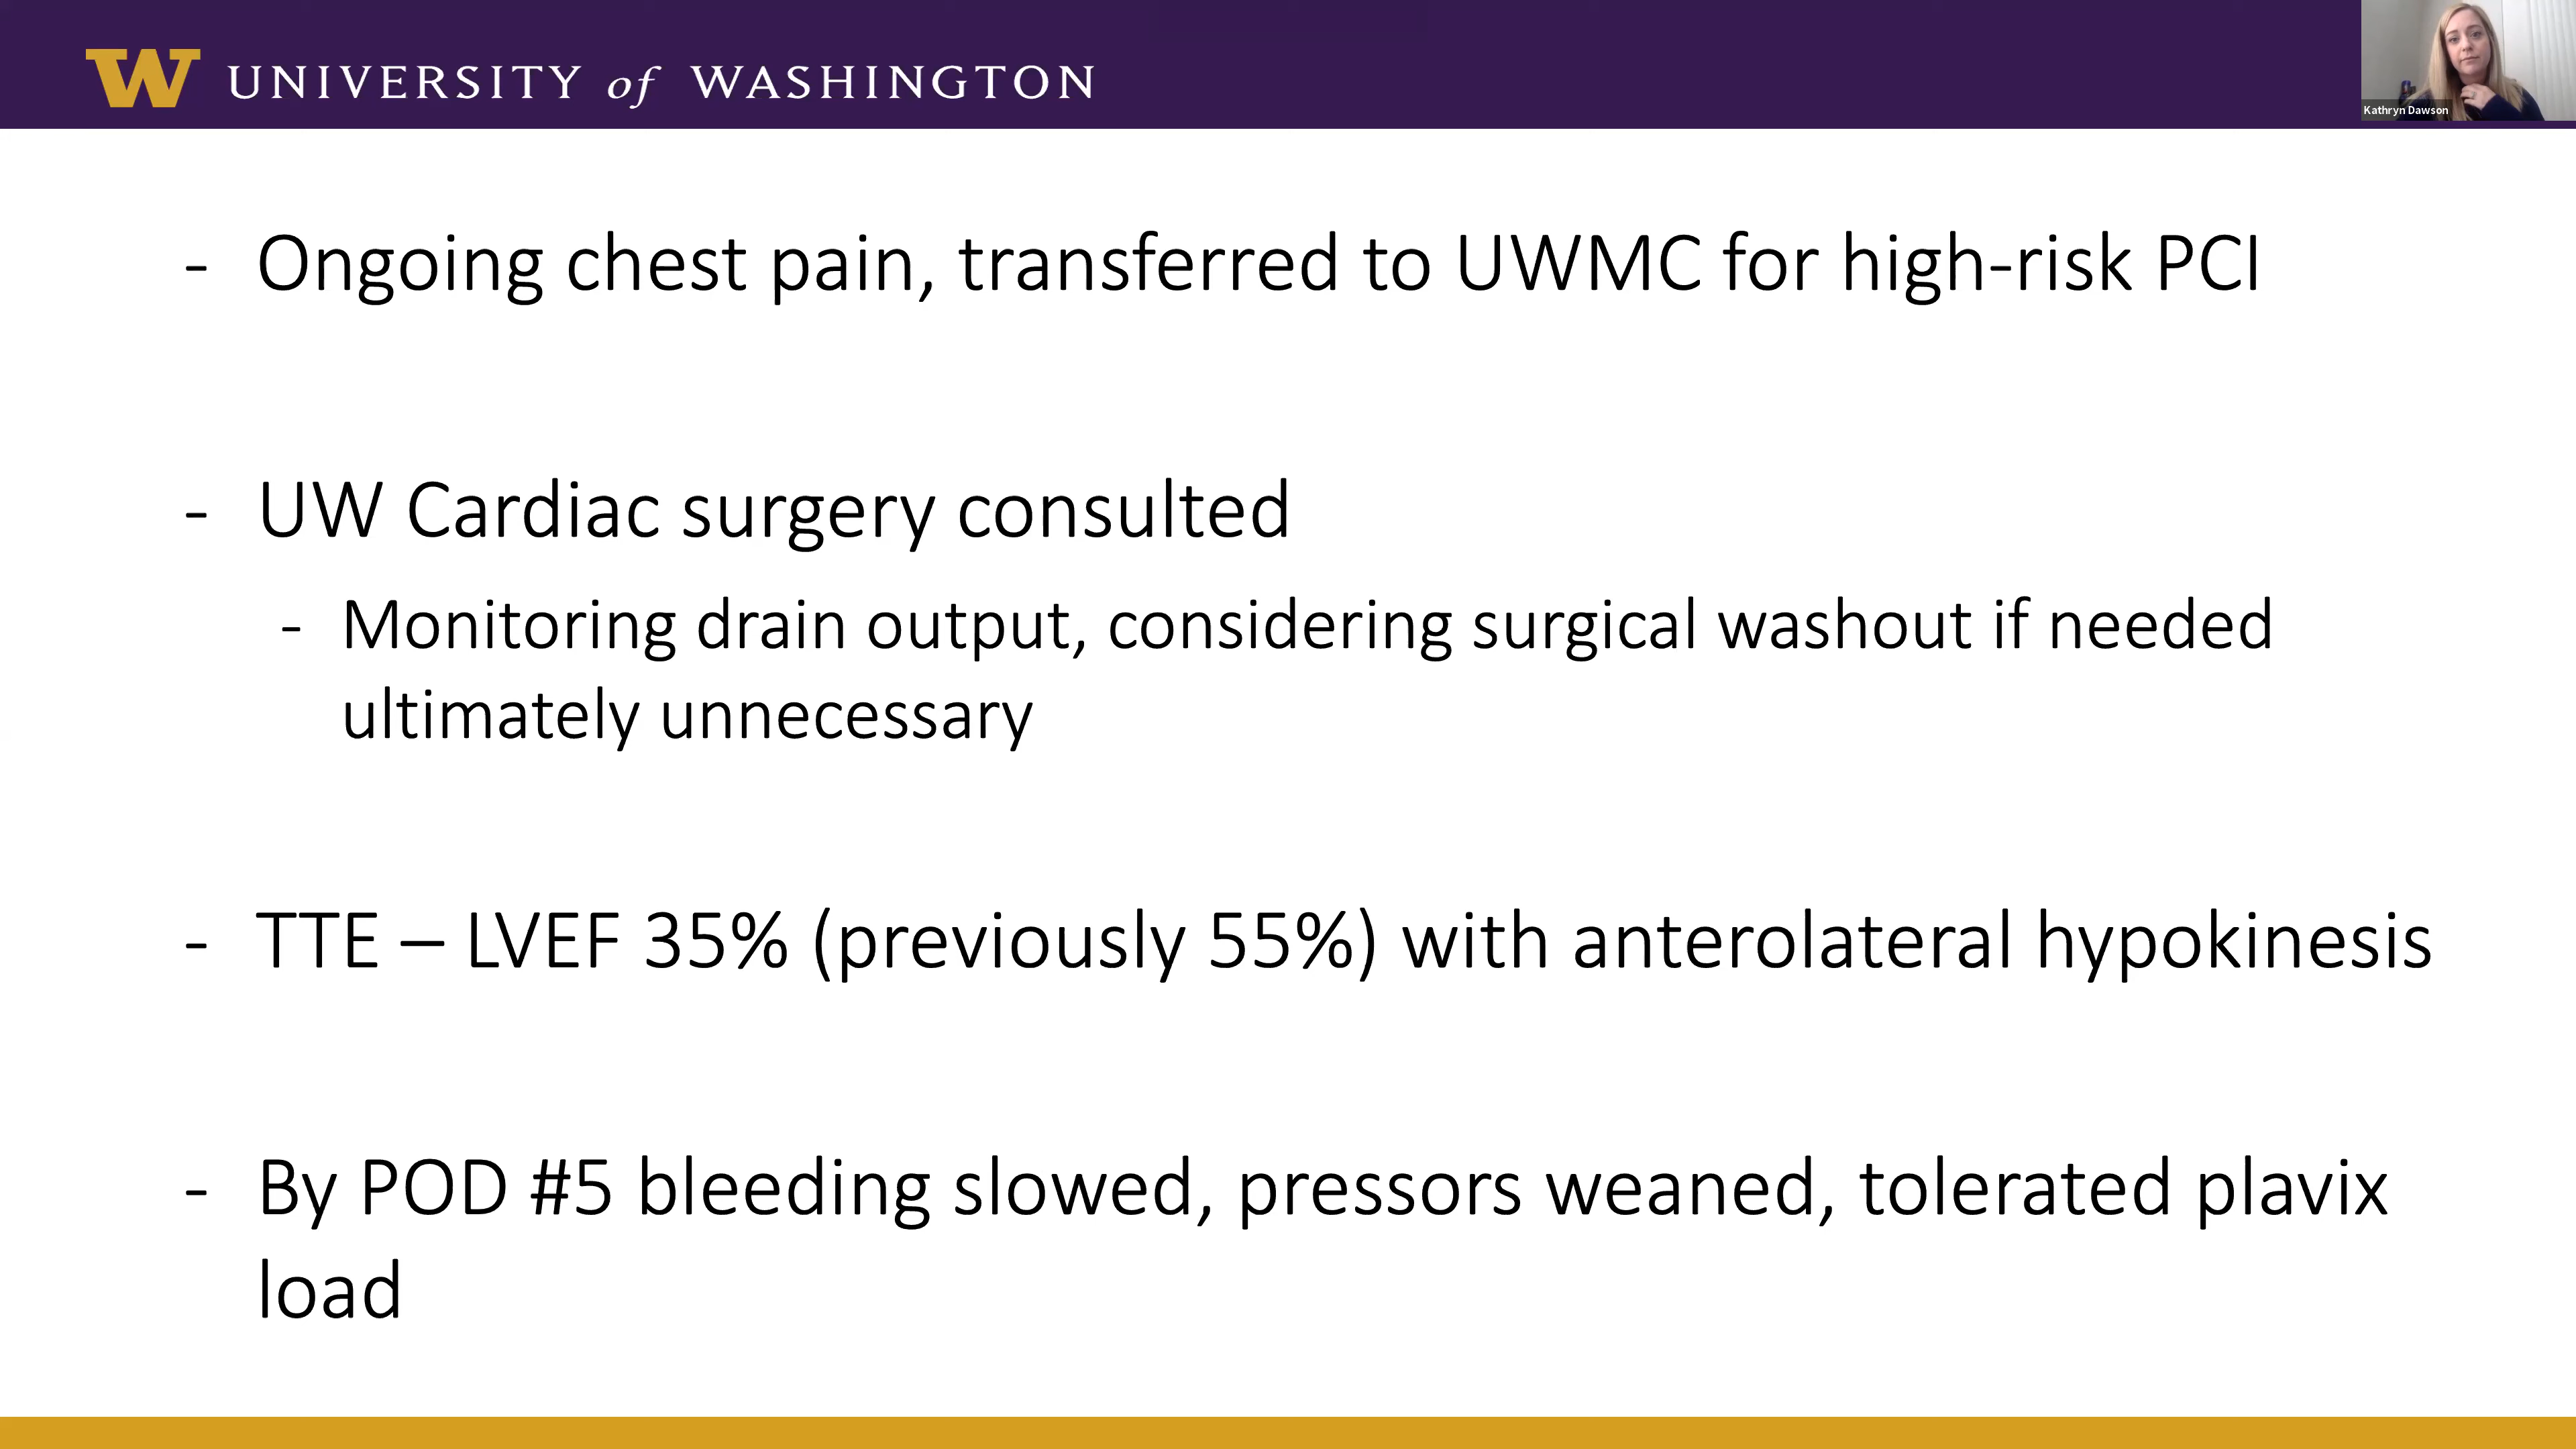 W UNIVERSITY of WASHINGTON
Kathryn Dawson
- Ongoing chest pain, transferred to UWMC for high-risk PCI
- UW Cardiac surgery consulted
- Monitoring drain output, considering surgical washout if needed
ultimately unnecessary
- TTE – LVEF 35% (previously 55%) with anterolateral hypokinesis
- By POD #5 bleeding slowed, pressors weaned, tolerated plavix
load